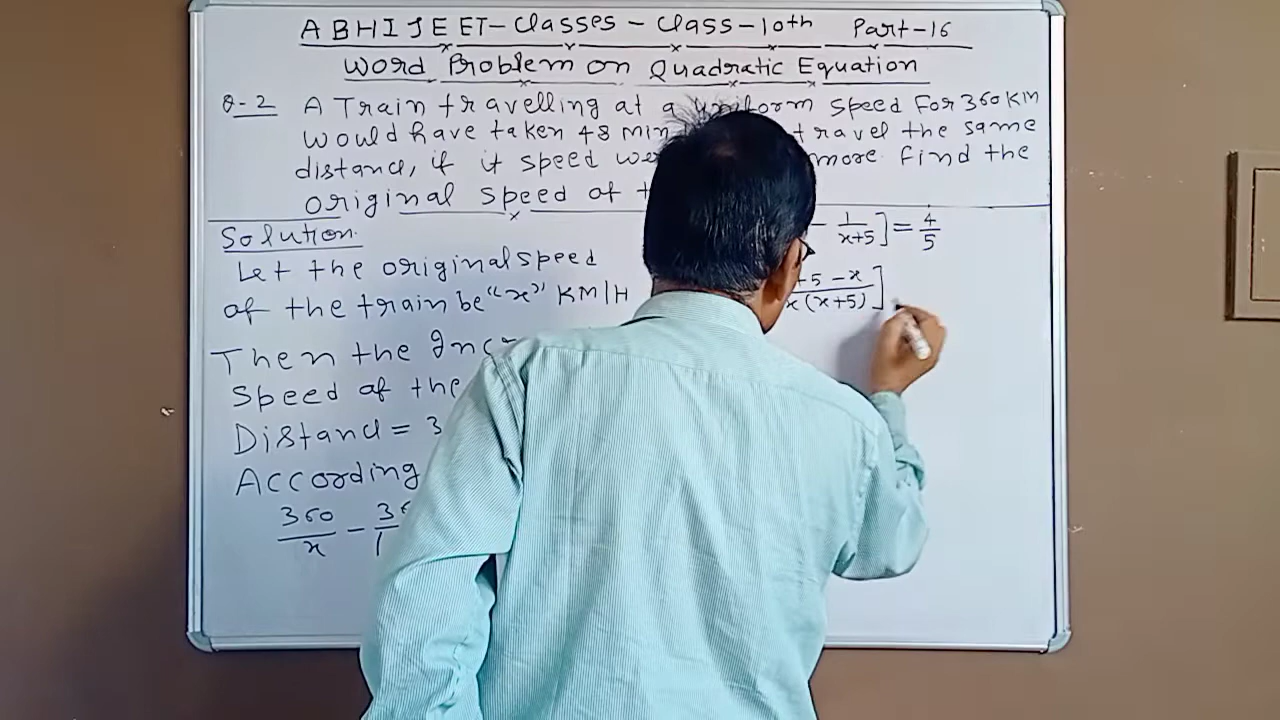 ABHIJEET-Classes - Class-10th Part-16
Word Problem on Quadratic Equation
Q-2 A Train travelling at a uniform speed for 360 KM
would have taken 48 min travel the same
distance, if it speed more find the
original speed of
Solution
Let the original speed
of the train be "x" KM/H
Then the
Speed of the
Distance = 3
According
360/x - 3
- 1/x+5] = 4/5
+5 - x/x(x+5)]